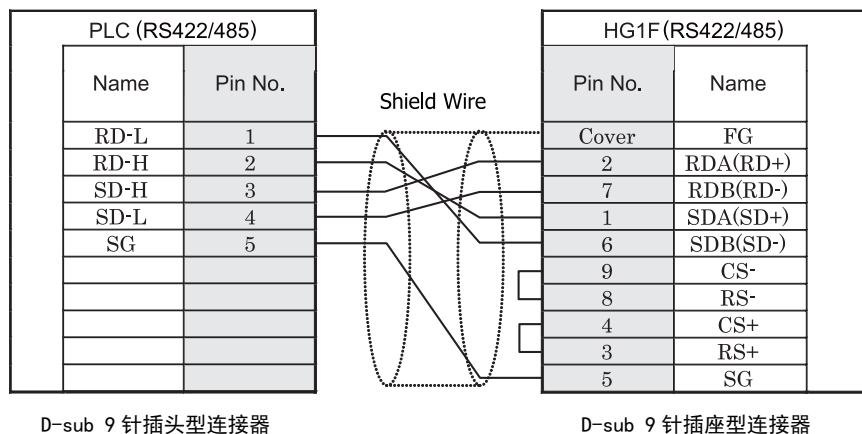 PLC (RS422/485)
Name Pin No.
RD-L 1
RD-H 2
SD-H 3
SD-L 4
SG 5
Shield Wire
HG1F(RS422/485)
Pin No. Name
Cover FG
2 RDA(RD+)
7 RDB(RD-)
1 SDA(SD+)
6 SDB(SD-)
9 CS-
8 RS-
4 CS+
3 RS+
5 SG
D-sub 9 针插头型连接器
D-sub 9 针插座型连接器